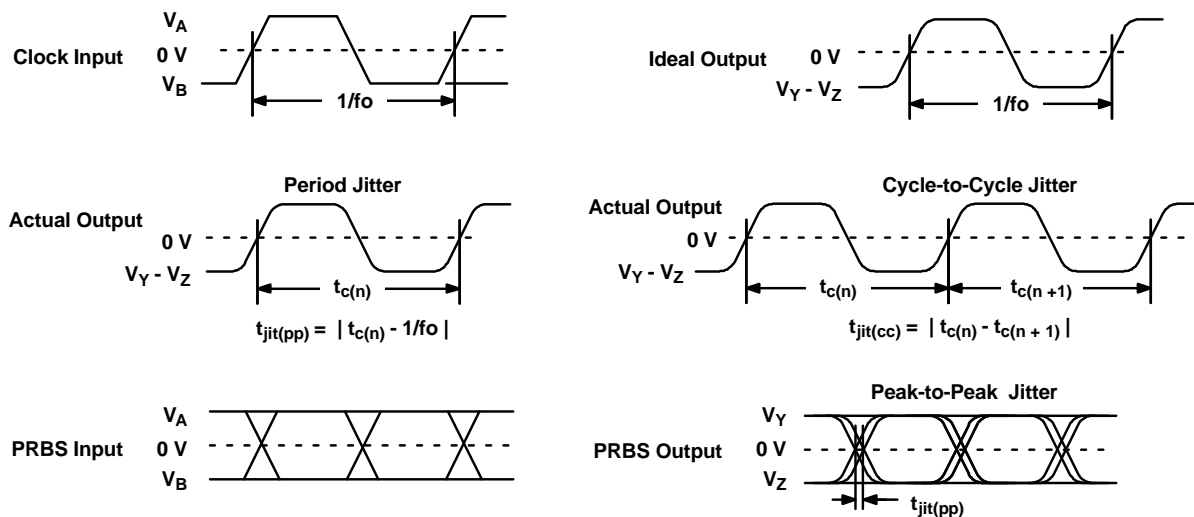 Clock Input
V_A
0 V
V_B
1/fo
Ideal Output
0 V
V_Y - V_Z
1/fo
Period Jitter
Actual Output
0 V
V_Y - V_Z
t_c(n)
t_jit(pp) = | t_c(n) - 1/fo |
Cycle-to-Cycle Jitter
Actual Output
0 V
V_Y - V_Z
t_c(n)
t_c(n +1)
t_jit(cc) = | t_c(n) - t_c(n + 1) |
PRBS Input
V_A
0 V
V_B
Peak-to-Peak Jitter
PRBS Output
V_Y
0 V
V_Z
t_jit(pp)